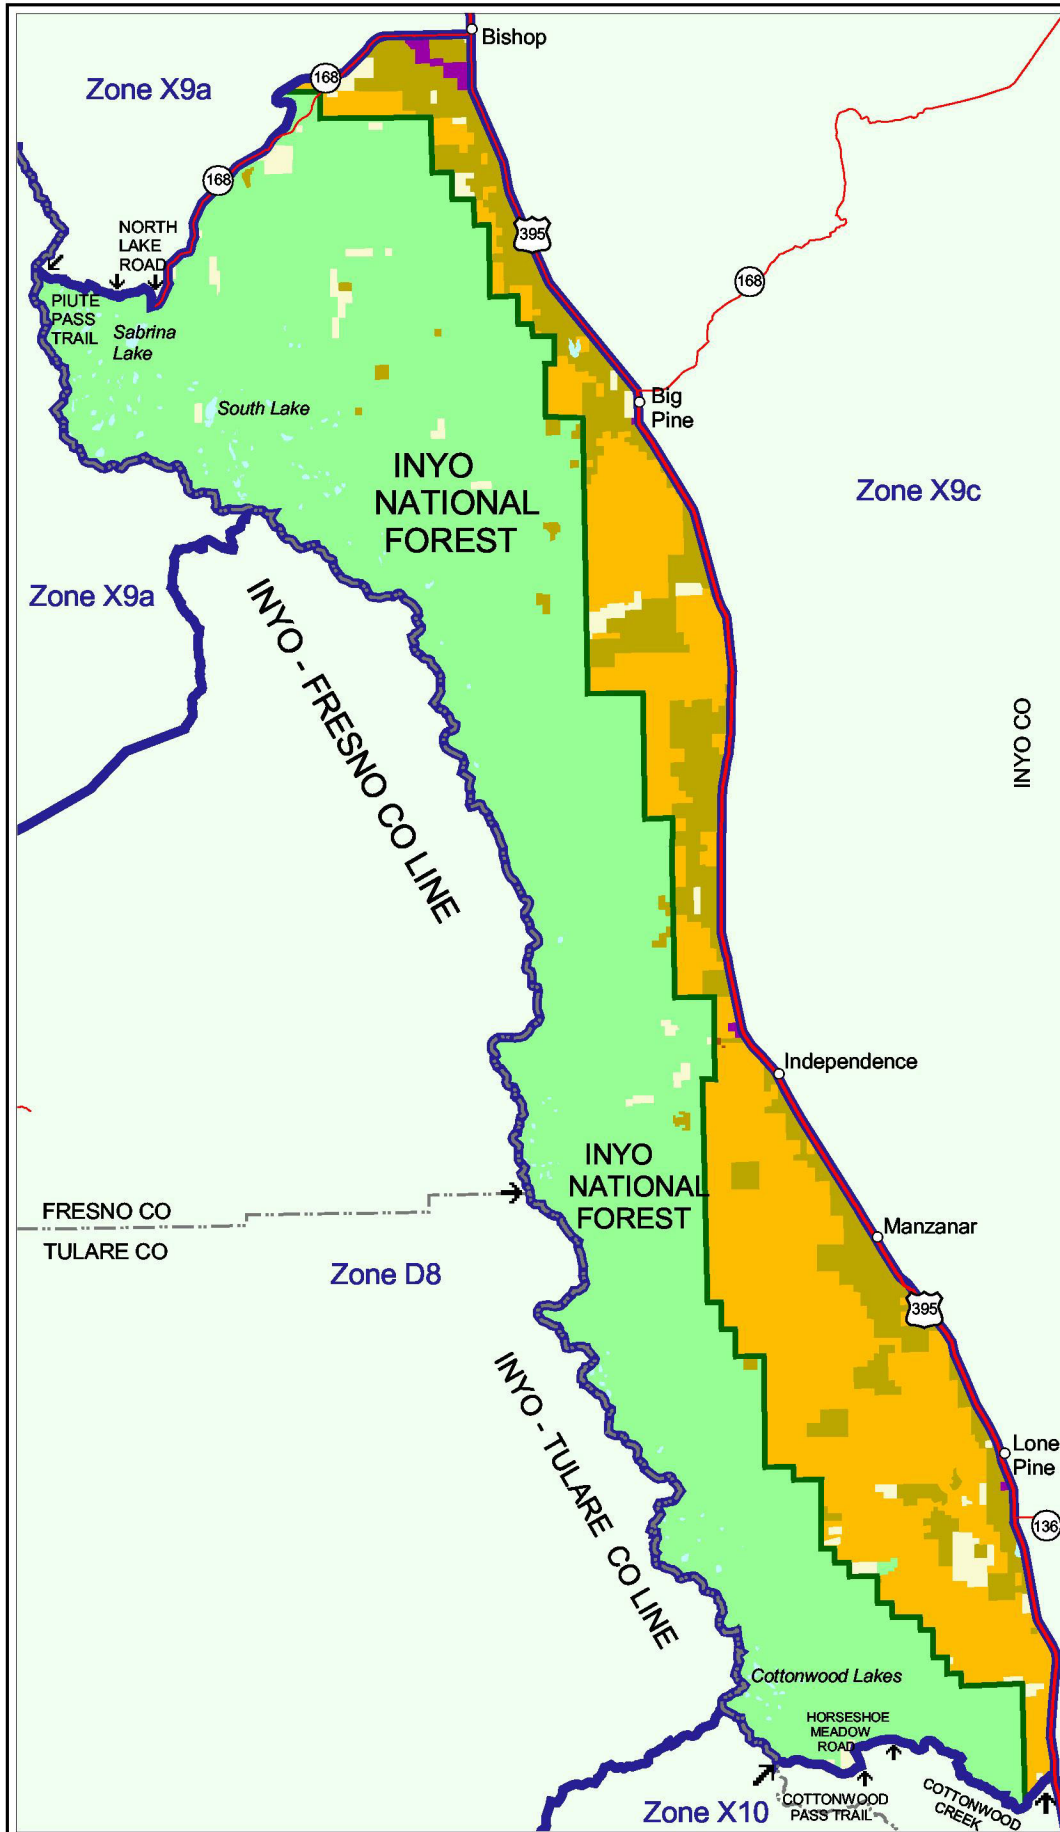 Bishop
Zone X9a
168
168
NORTH
LAKE
ROAD
395
168
PIUTE
PASS
TRAIL
Sabrina
Lake
South Lake
Big
Pine
INYO
NATIONAL
FOREST
Zone X9c
Zone X9a
INYO - FRESNO CO LINE
INYO CO
Independence
INYO
NATIONAL
FOREST
FRESNO CO
TULARE CO
Manzanar
Zone D8
395
INYO - TULARE CO LINE
Lone
Pine
136
Cottonwood Lakes
HORSESHOE
MEADOW
ROAD
Zone X10
COTTONWOOD
PASS TRAIL
COTTONWOOD
CREEK